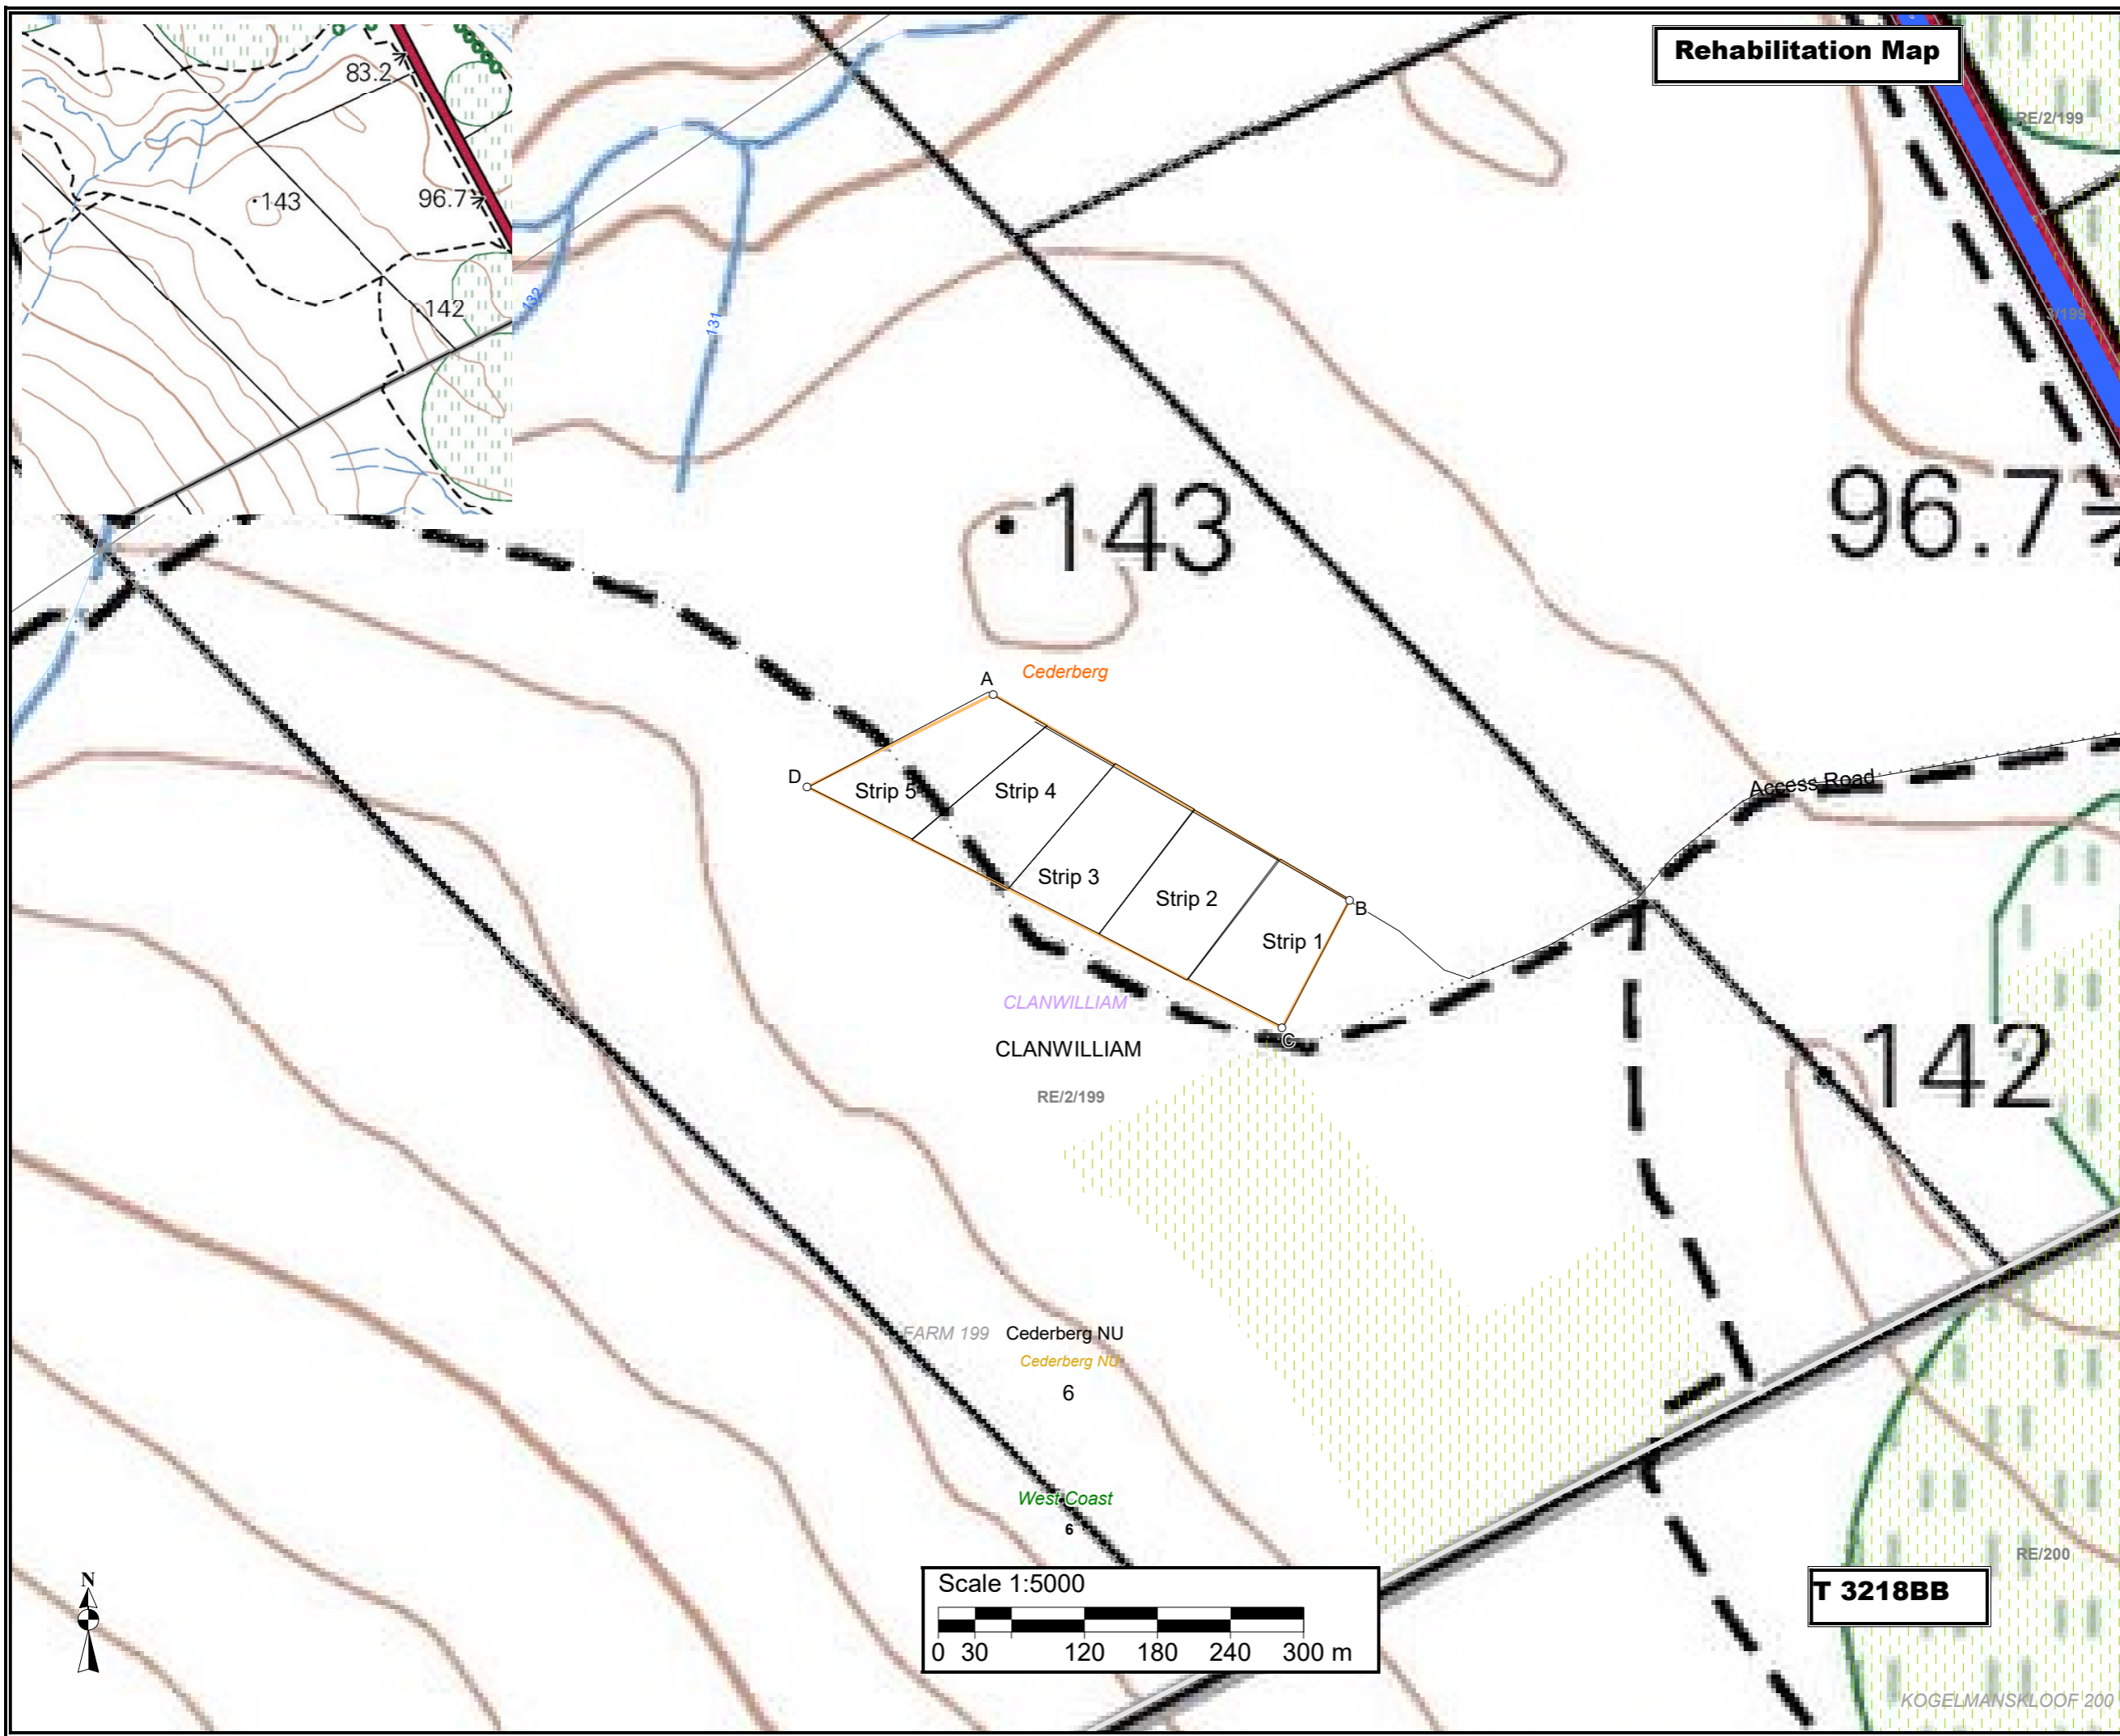 Rehabilitation Map
83.2
RE/2/199
143
96.7
142
132
131
3/199
143
96.7
A
Cederberg
D
Strip 5
Strip 4
Access Road
Strip 3
Strip 2
B
Strip 1
CLANWILLIAM
C
CLANWILLIAM
142
RE/2/199
FARM 199
Cederberg NU
Cederberg NU
6
West Coast
6
RE/200
N
Scale 1:5000
T 3218BB
0 30 120 180 240 300 m
KOGELMANSKLOOF 200